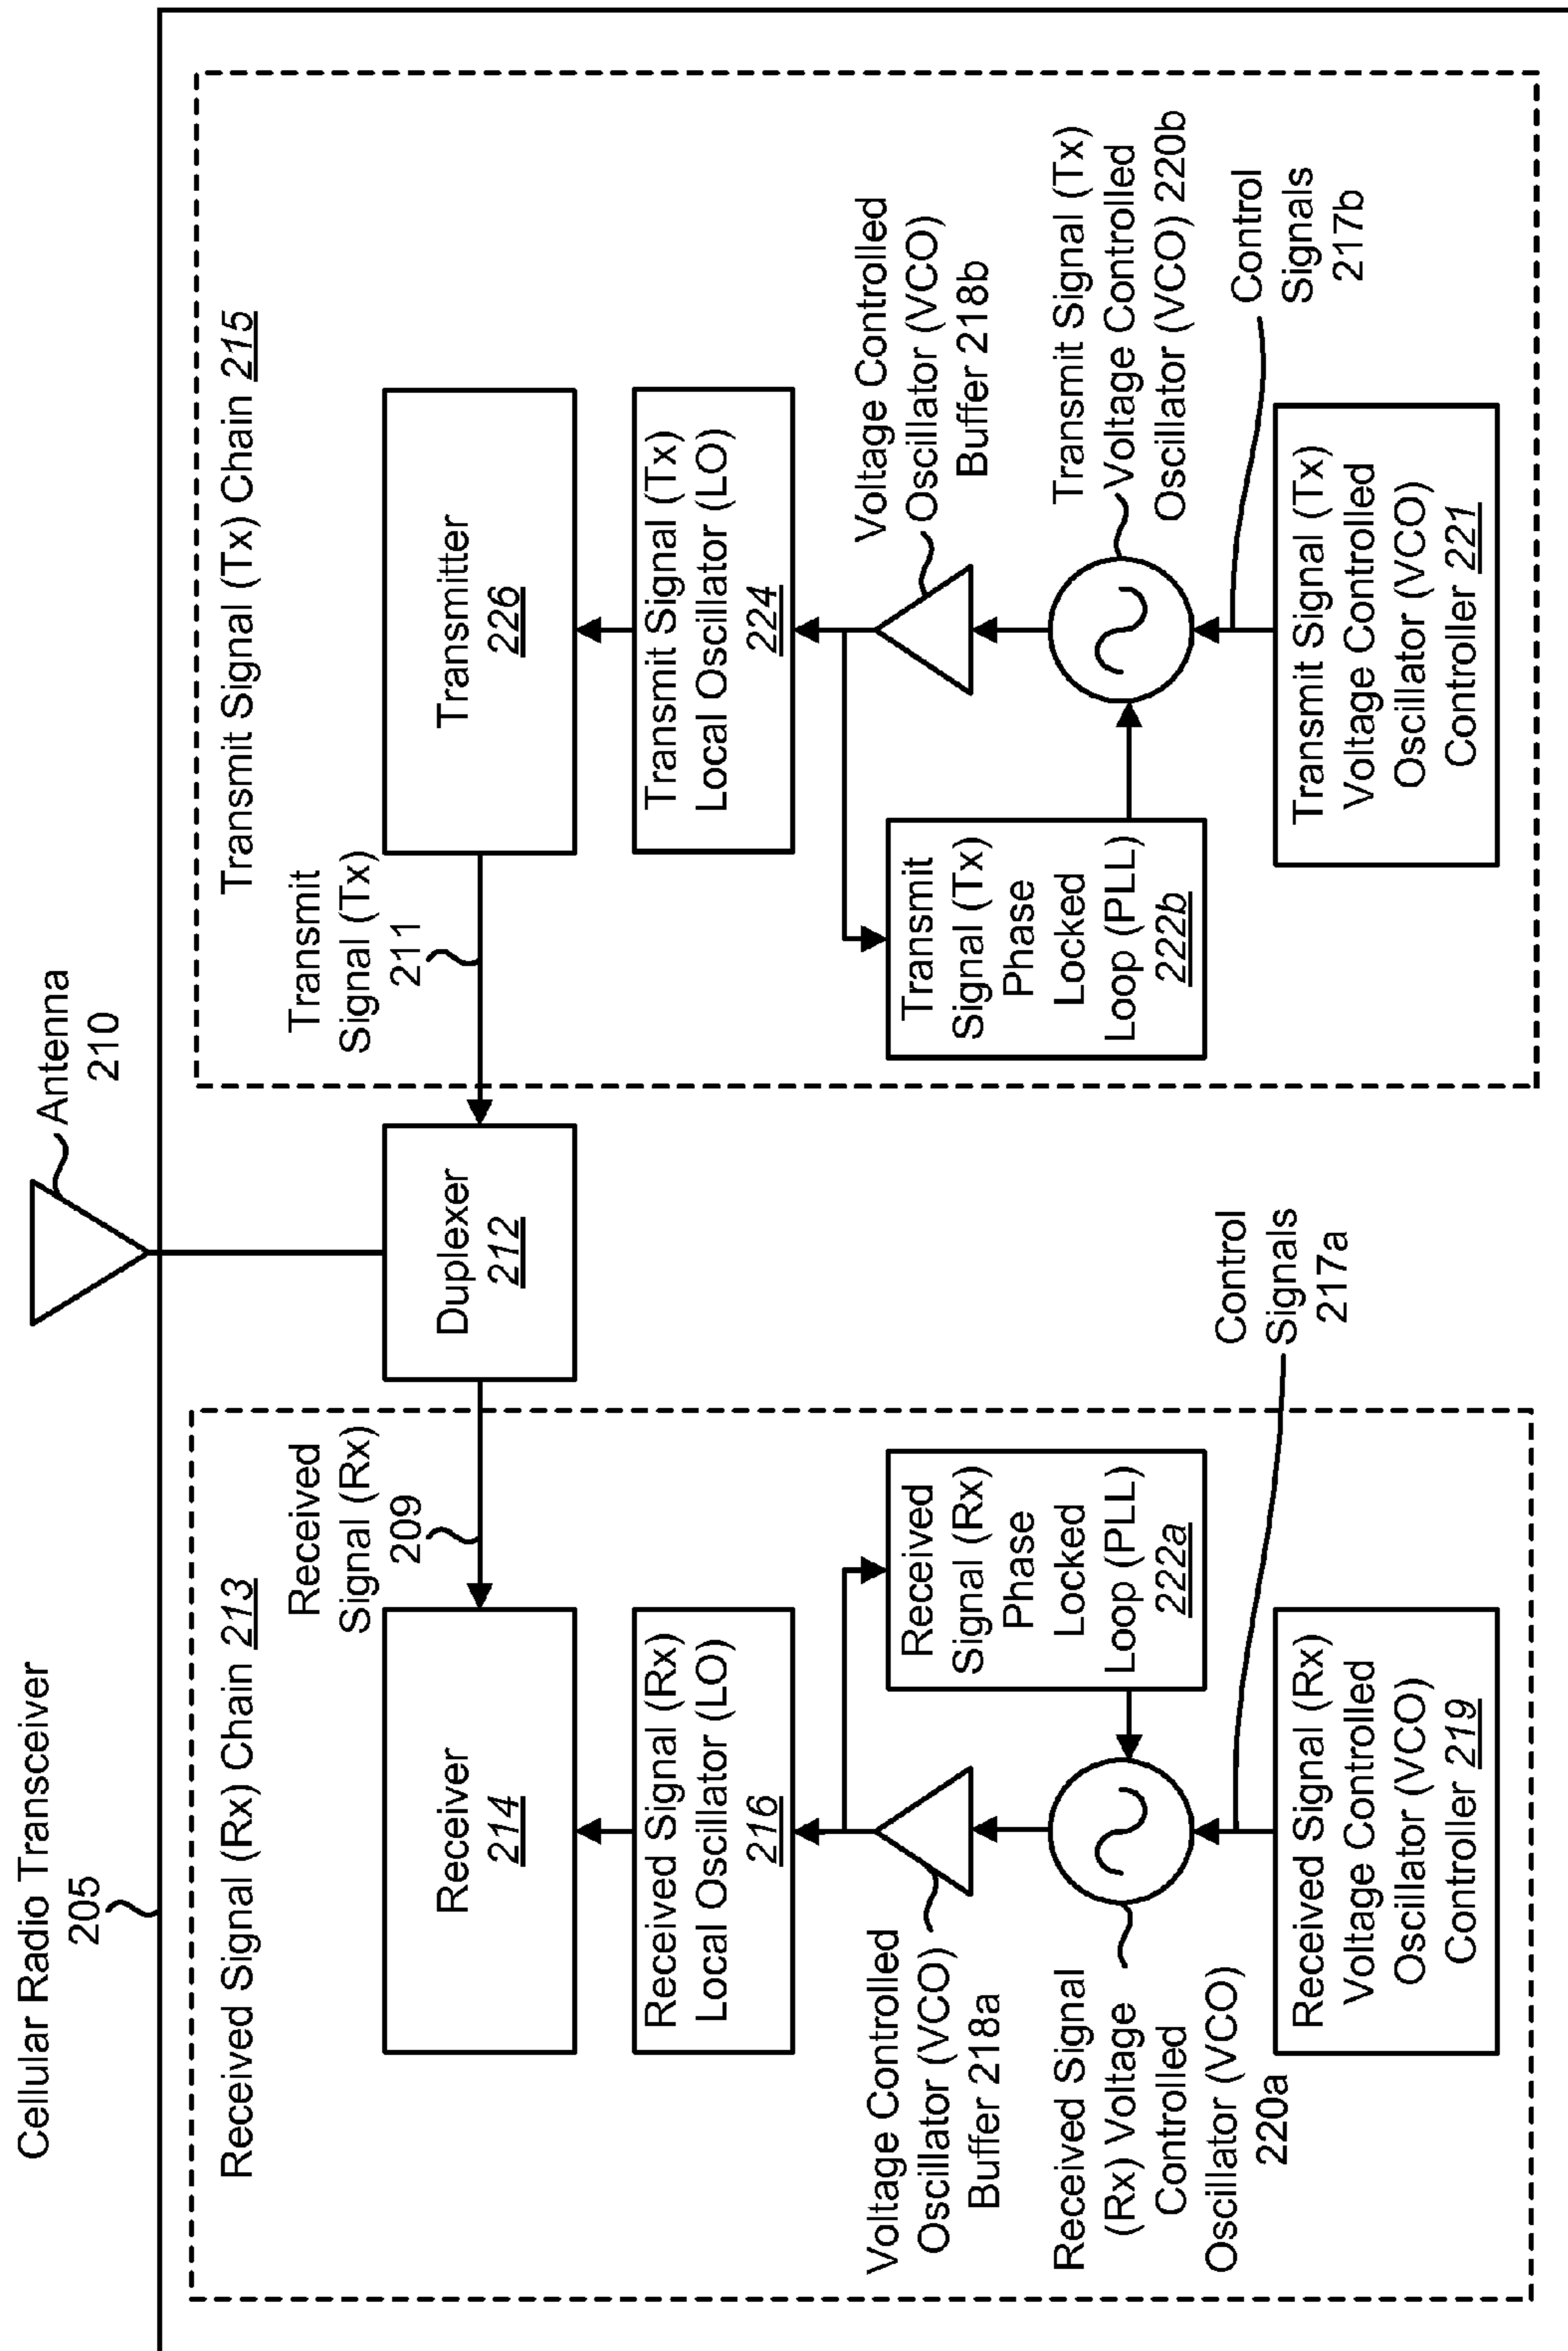 Cellular Radio Transceiver
205
Antenna
210
Received Signal (Rx) Chain 213
Received
Signal (Rx)
209
Receiver
214
Duplexer
212
Received Signal (Rx)
Local Oscillator (LO)
216
Voltage Controlled
Oscillator (VCO)
Buffer 218a
Received
Signal (Rx)
Phase
Locked
Loop (PLL)
222a
Received Signal
(Rx) Voltage
Controlled
Oscillator (VCO)
220a
Control
Signals
217a
Received Signal (Rx)
Voltage Controlled
Oscillator (VCO)
Controller 219
Transmit Signal (Tx) Chain 215
Transmit
Signal (Tx)
211
Transmitter
226
Transmit Signal (Tx)
Local Oscillator (LO)
224
Voltage Controlled
Oscillator (VCO)
Buffer 218b
Transmit
Signal (Tx)
Phase
Locked
Loop (PLL)
222b
Transmit Signal (Tx)
Voltage Controlled
Oscillator (VCO) 220b
Control
Signals
217b
Transmit Signal (Tx)
Voltage Controlled
Oscillator (VCO)
Controller 221